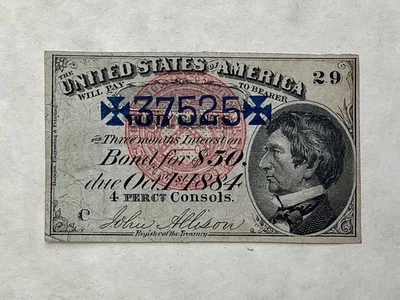 THE UNITED STATES OF AMERICA
29
WILL PAY TO BEARER
37525
Three months Interest on
Bond for $50.
due Oct. 1st 1884
4 PERCT Consols.
C
John Allison
Register of the Treasury